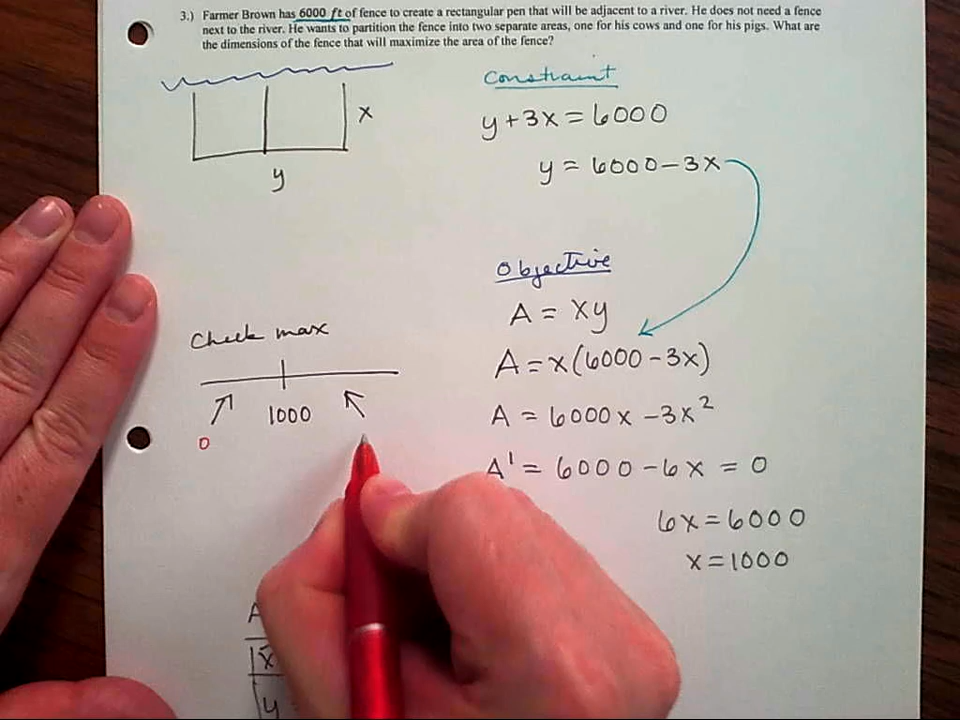 3.) Farmer Brown has 6000 ft of fence to create a rectangular pen that will be adjacent to a river. He does not need a fence
next to the river. He wants to partition the fence into two separate areas, one for his cows and one for his pigs. What are
the dimensions of the fence that will maximize the area of the fence?
x
y
Constraint
y + 3x = 6000
y = 6000 - 3x
Objective
A = xy
A = x(6000 - 3x)
A = 6000x - 3x²
A' = 6000 - 6x = 0
6x = 6000
x = 1000
Check max
1000
0
A
x
y